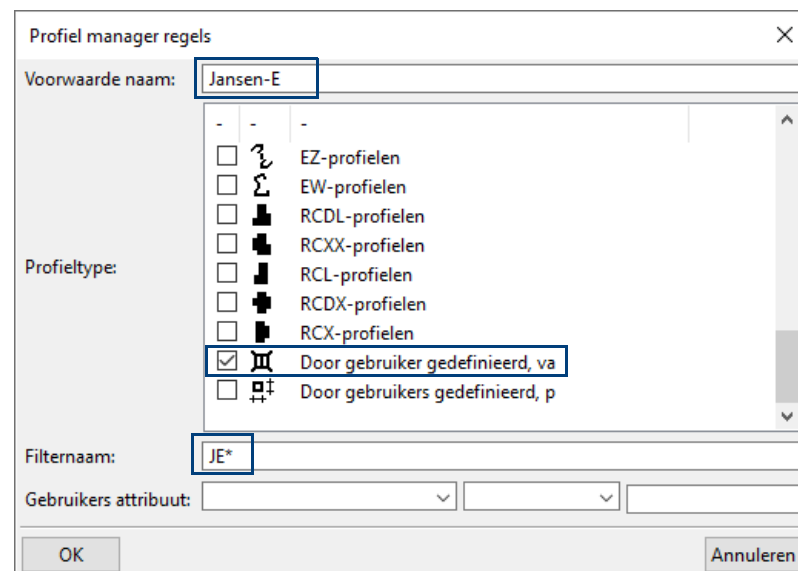 Profiel manager regels
Voorwaarde naam: Jansen-E
- - -
EZ-profielen
EW-profielen
RCDL-profielen
RCXX-profielen
Profieltype: RCL-profielen
RCDX-profielen
RCX-profielen
Door gebruiker gedefinieerd, va
Door gebruikers gedefinieerd, p
Filternaam: JE*
Gebruikers attribuut:
OK Annuleren